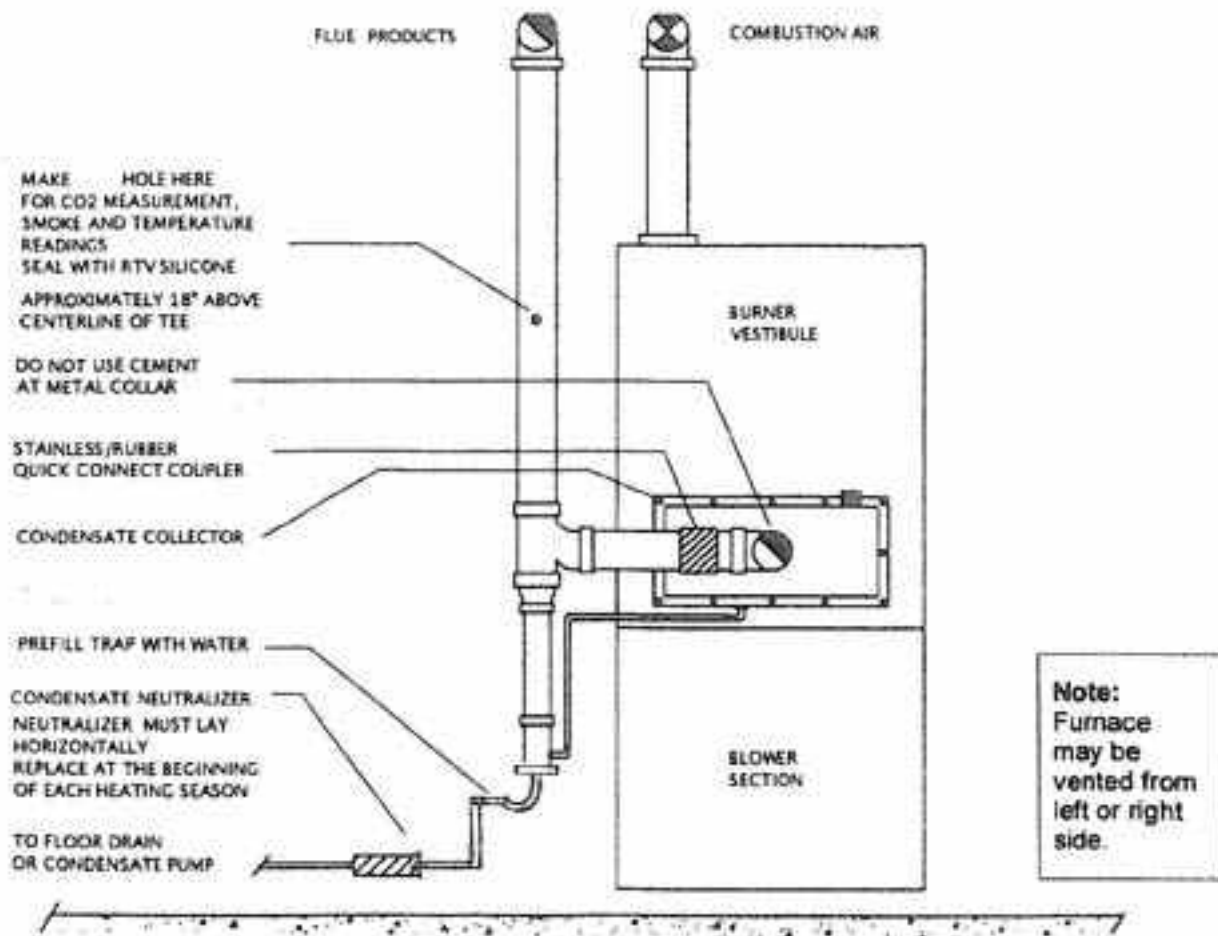 FLUE PRODUCTS
COMBUSTION AIR
MAKE HOLE HERE
FOR CO2 MEASUREMENT,
SMOKE AND TEMPERATURE
READINGS
SEAL WITH RTV SILICONE
APPROXIMATELY 18" ABOVE
CENTERLINE OF TEE
DO NOT USE CEMENT
AT METAL COLLAR
STAINLESS/RUBBER
QUICK CONNECT COUPLER
CONDENSATE COLLECTOR
PREFILL TRAP WITH WATER
CONDENSATE NEUTRALIZER
NEUTRALIZER MUST LAY
HORIZONTALLY
REPLACE AT THE BEGINNING
OF EACH HEATING SEASON
TO FLOOR DRAIN
OR CONDENSATE PUMP
BURNER
VESTIBULE
BLOWER
SECTION
Note:
Furnace
may be
vented from
left or right
side.